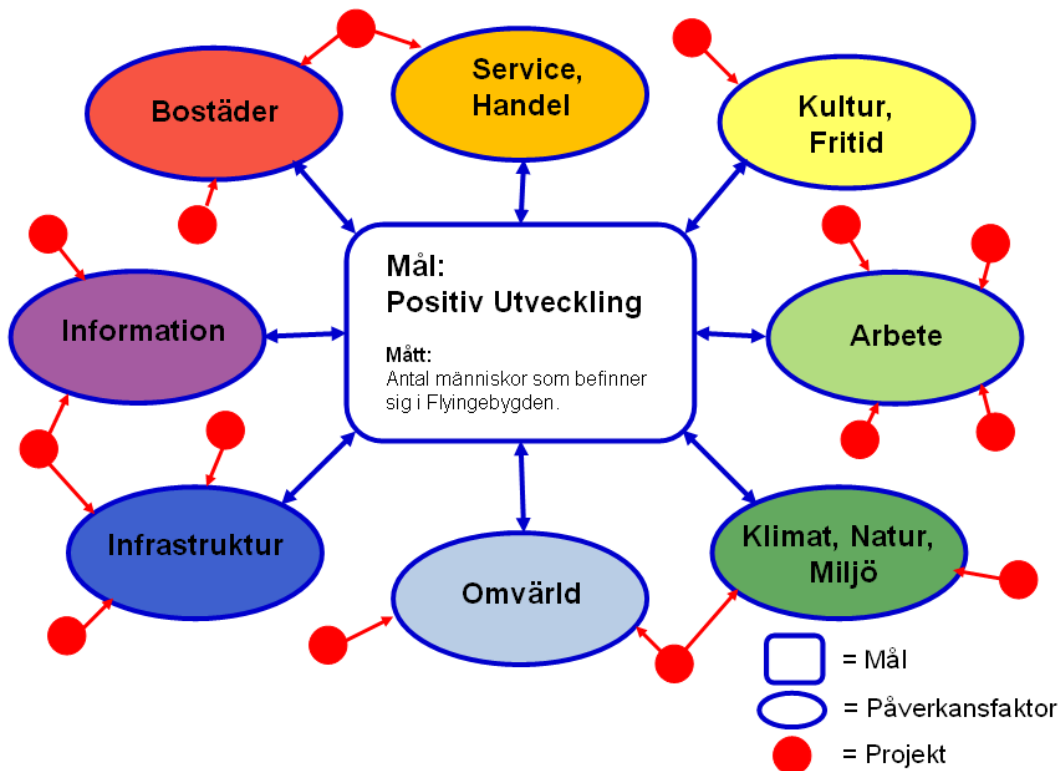 Bostäder
Service,
Handel
Kultur,
Fritid
Mål:
Positiv Utveckling
Mått:
Antal människor som befinner
sig i Flyingebygden.
Information
Arbete
Infrastruktur
Omvärld
Klimat, Natur,
Miljö
= Mål
= Påverkansfaktor
= Projekt